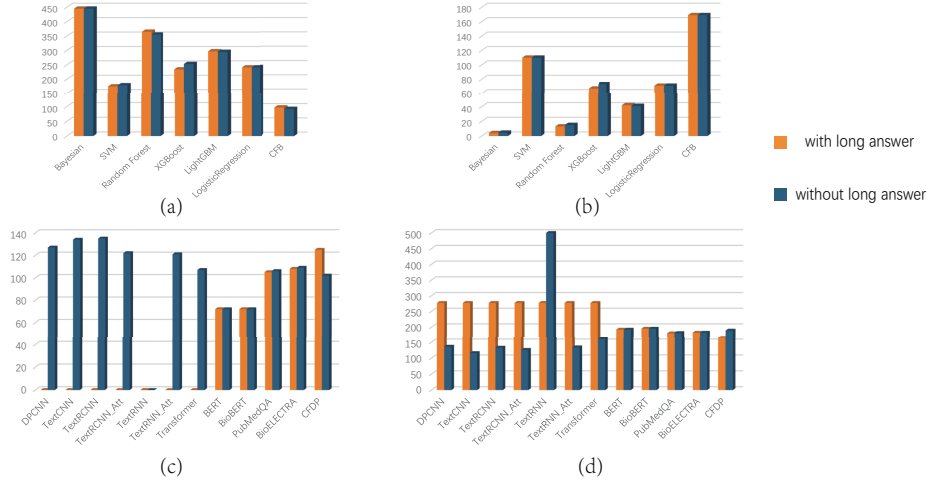 450
400
350
300
250
200
150
100
50
0
Bayesian
SVM
Random Forest
XGBoost
LightGBM
LogisticRegression
CFB
(a)
180
160
140
120
100
80
60
40
20
0
Bayesian
SVM
Random Forest
XGBoost
LightGBM
LogisticRegression
CFB
(b)
with long answer
without long answer
140
120
100
80
60
40
20
0
DPCNN
TextCNN
TextRCNN
TextRCNN_Att
TextRNN
TextRNN_Att
Transformer
BERT
BioBERT
PubMedQA
BioELECTRA
CFDP
(c)
500
450
400
350
300
250
200
150
100
50
0
DPCNN
TextCNN
TextRCNN
TextRCNN_Att
TextRNN
TextRNN_Att
Transformer
BERT
BioBERT
PubMedQA
BioELECTRA
CFDP
(d)